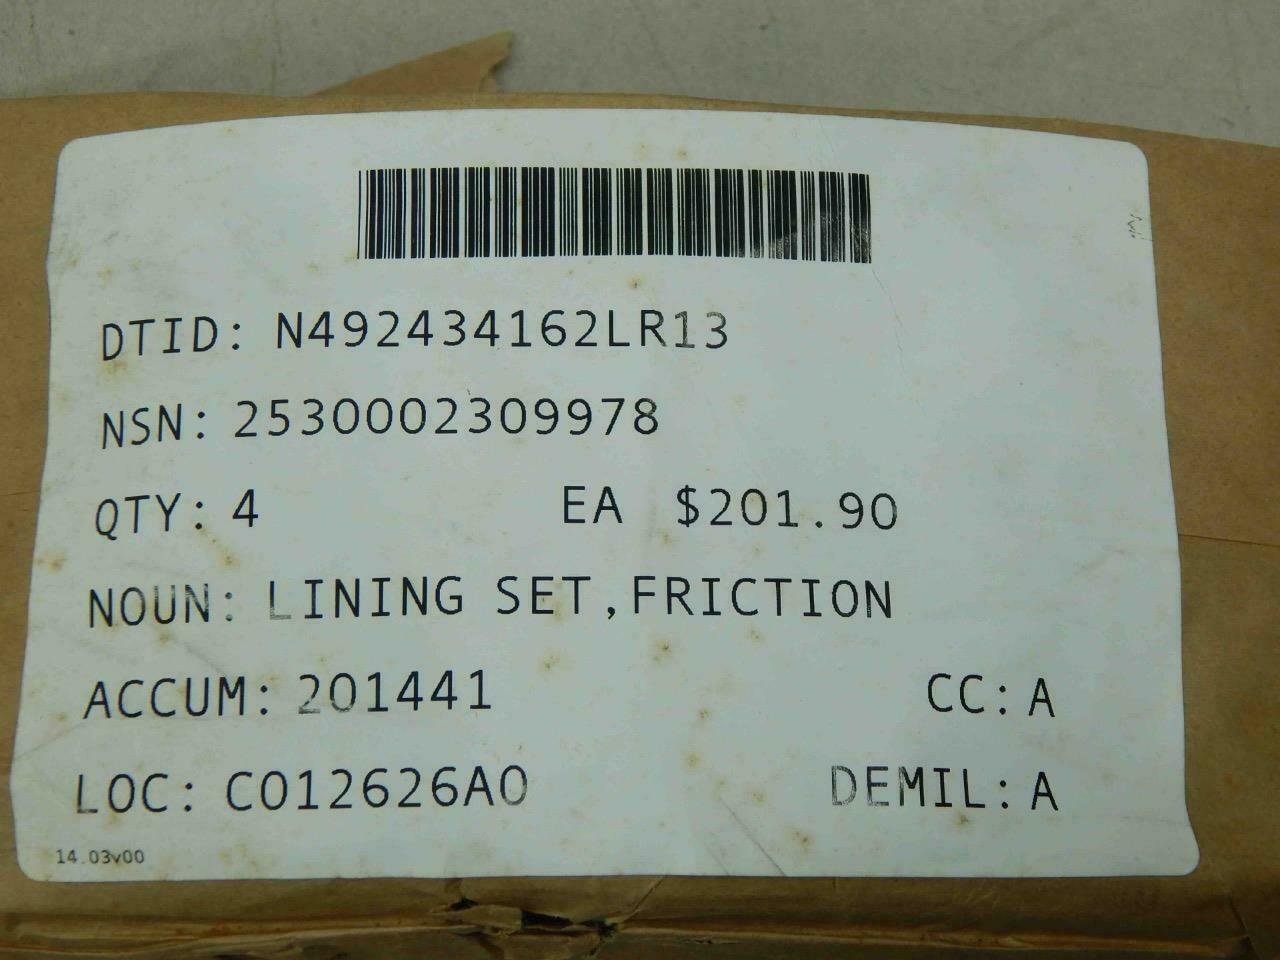 DTID: N492434162LR13
NSN: 2530002309978
QTY: 4 EA $201.90
NOUN: LINING SET,FRICTION
ACCUM: 201441 CC: A
LOC: C012626A0 DEMIL: A
14.03v00